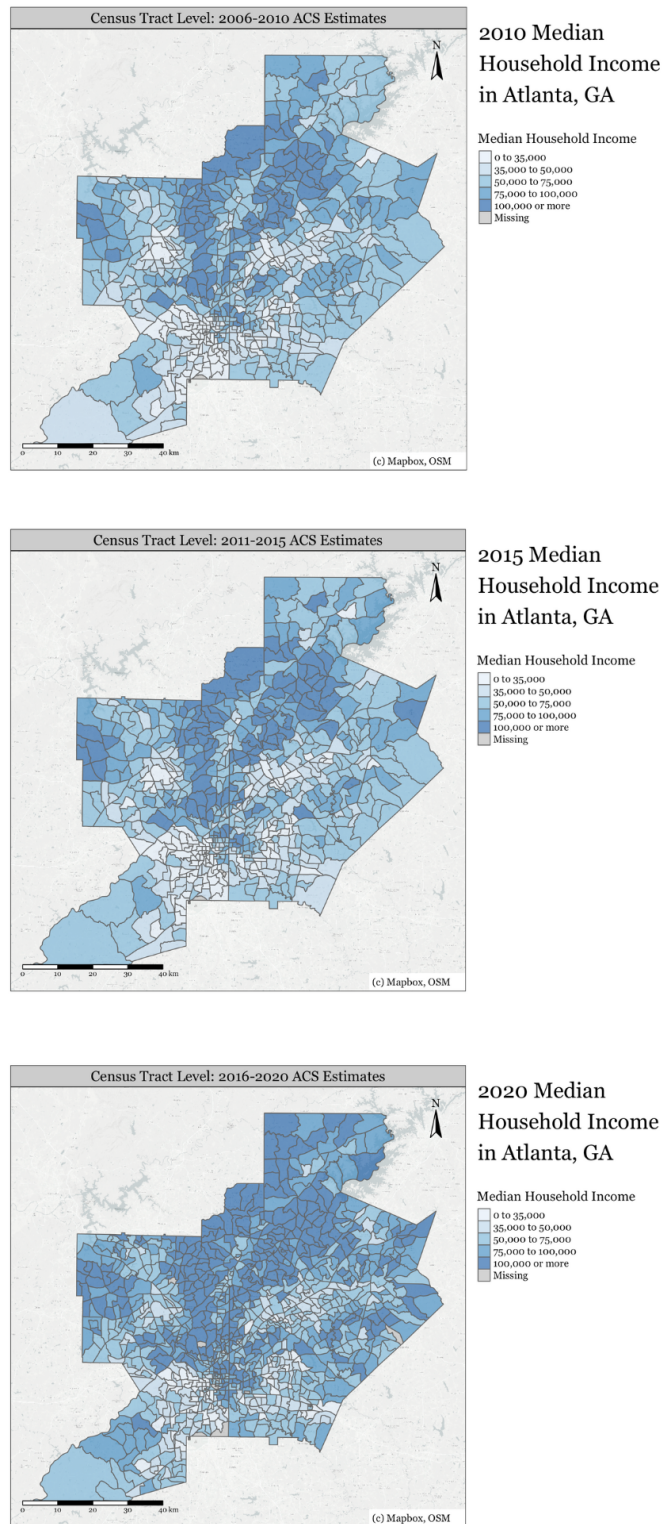 Census Tract Level: 2006-2010 ACS Estimates
N
0 10 20 30 40 km
(c) Mapbox, OSM
2010 Median
Household Income
in Atlanta, GA
Median Household Income
0 to 35,000
35,000 to 50,000
50,000 to 75,000
75,000 to 100,000
100,000 or more
Missing
Census Tract Level: 2011-2015 ACS Estimates
N
0 10 20 30 40 km
(c) Mapbox, OSM
2015 Median
Household Income
in Atlanta, GA
Median Household Income
0 to 35,000
35,000 to 50,000
50,000 to 75,000
75,000 to 100,000
100,000 or more
Missing
Census Tract Level: 2016-2020 ACS Estimates
N
0 10 20 30 40 km
(c) Mapbox, OSM
2020 Median
Household Income
in Atlanta, GA
Median Household Income
0 to 35,000
35,000 to 50,000
50,000 to 75,000
75,000 to 100,000
100,000 or more
Missing